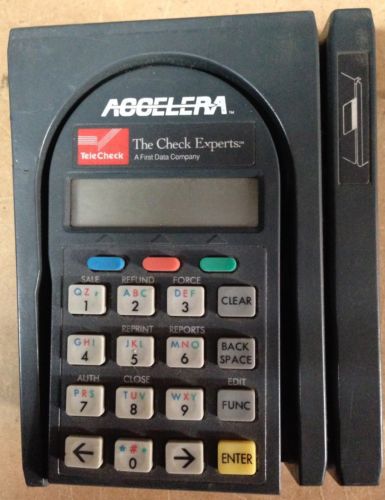 ACCELERA™
TeleCheck
The Check Experts℠
A First Data Company
SALE REFUND FORCE
QZ, ABC DEF
1 2 3 CLEAR
REPRINT REPORTS
GHI JKL MNO BACK
4 5 6 SPACE
AUTH CLOSE EDIT
PRS TUV WXY
7 8 9 FUNC
← *#. → ENTER
0